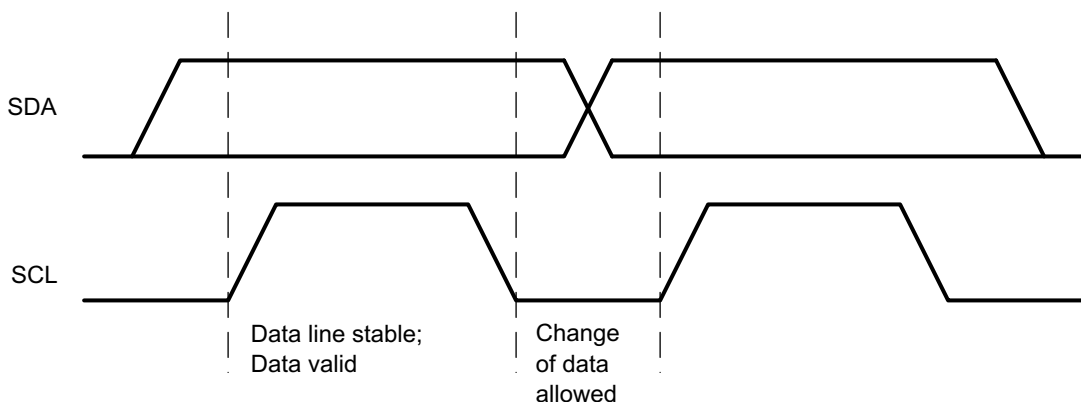 SDA
SCL
Data line stable;
Data valid
Change
of data
allowed